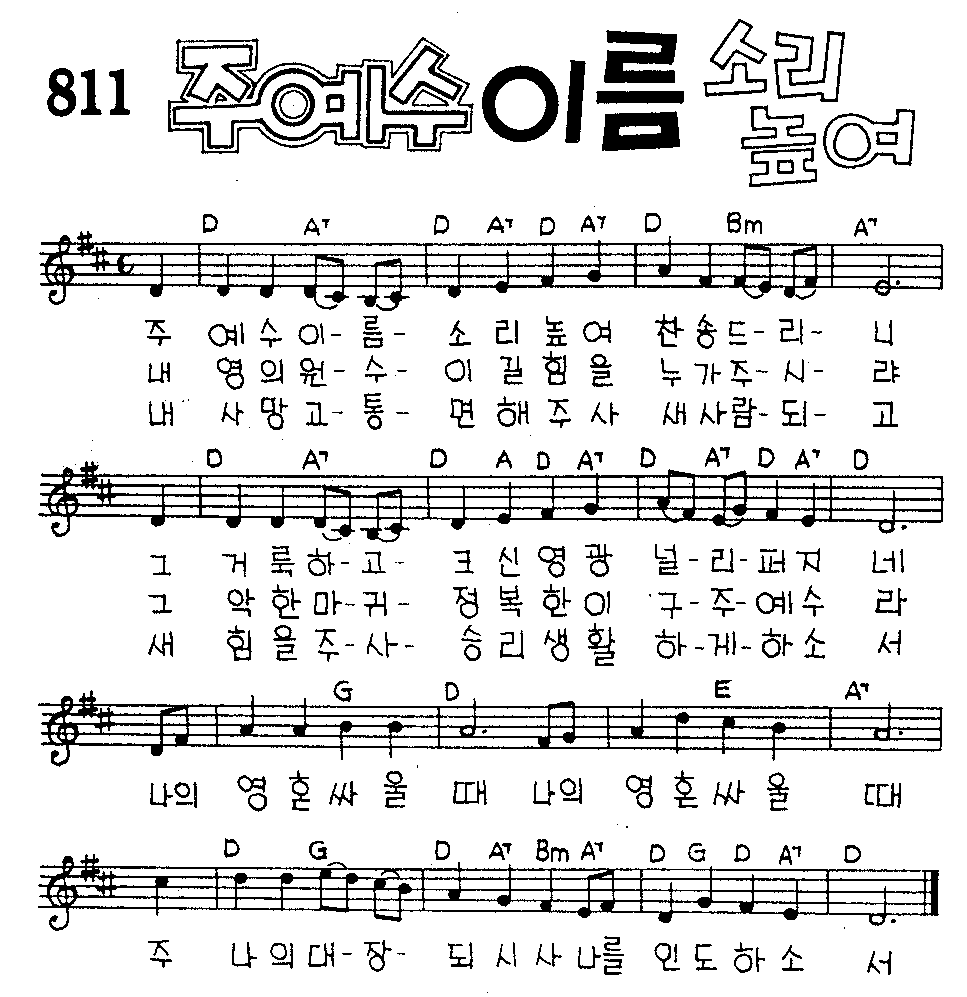 811 주예수 이름 소리 높여
D A7 D A7 D A7 D Bm A7
주 예 수 이- 름- 소 리 높 여 찬 송 드- 리- 니
내 영 의 원- 수- 이 길 힘 을 누 가 주- 시- 랴
내 사 망 고- 통- 면 해 주 사 새 사 람- 되- 고
D A7 D A D A7 D A7 D A7 D
그 거 룩 하- 고- 크 신 영 광 널- 리- 퍼 지 네
그 악 한 마- 귀- 정 복 한 이 구- 주- 예 수 라
새 힘 을 주- 사- 승 리 생 활 하- 게- 하 소 서
G D E A7
나의 영 혼 싸 울 때 나의 영 혼 싸 울 때
D G D A7 Bm A7 D G D A7 D
주 나 의 대- 장- 되 시 사 나를 인 도 하 소 서